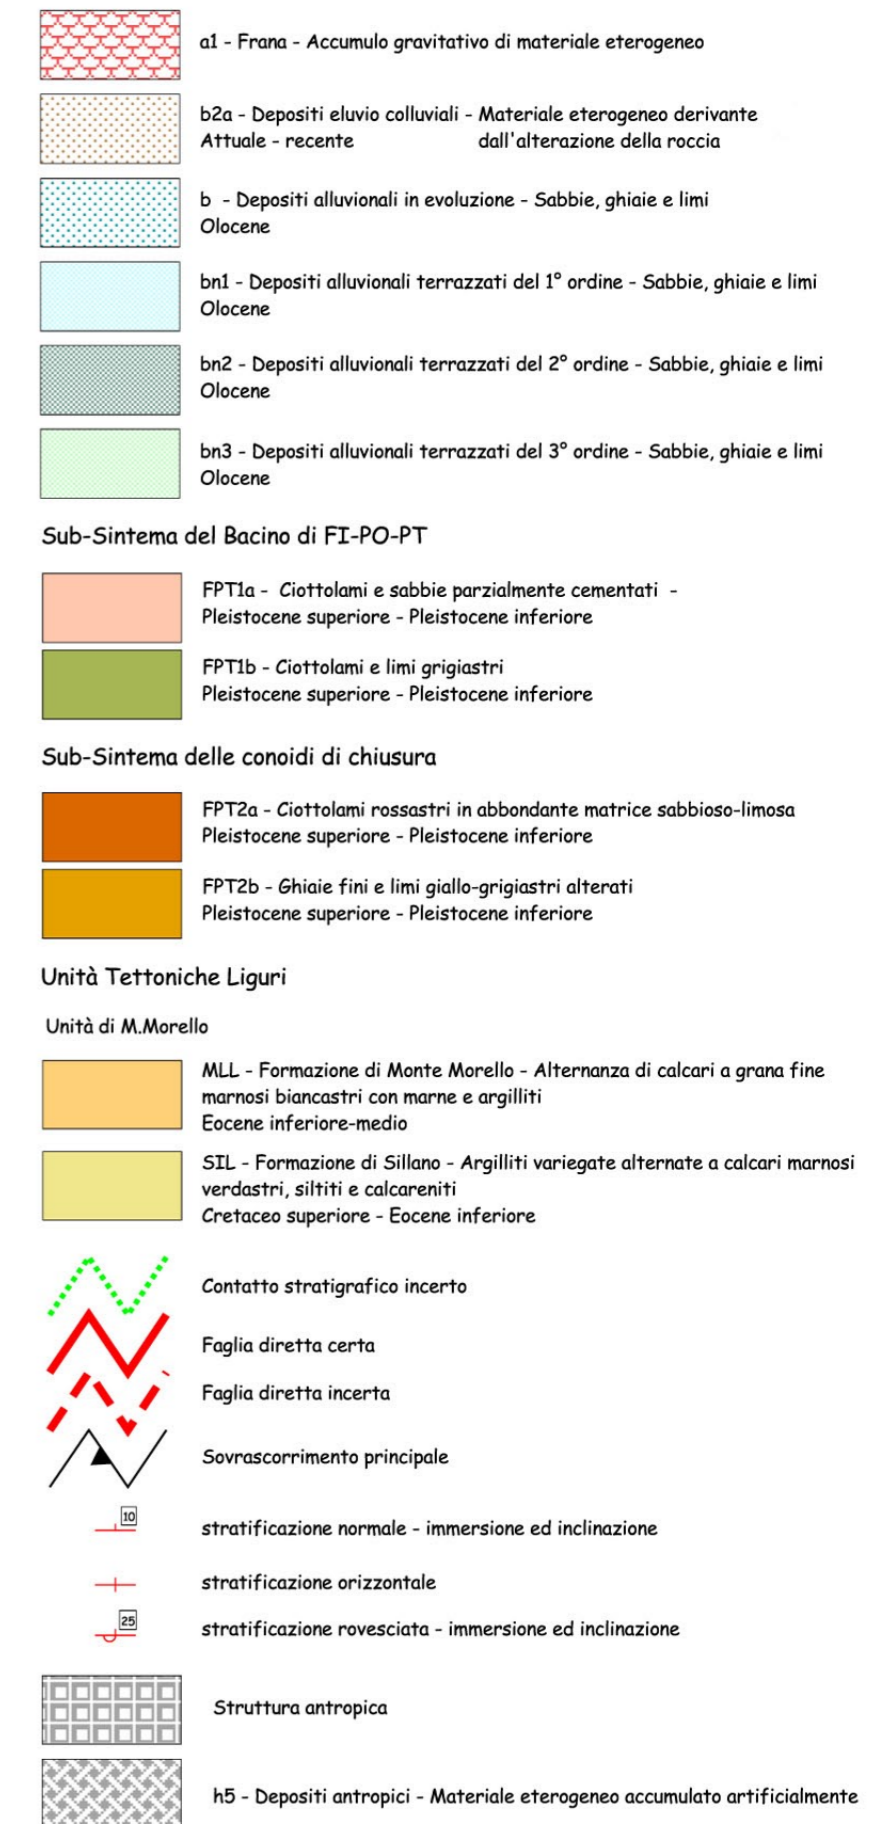 a1 - Frana - Accumulo gravitativo di materiale eterogeneo
b2a - Depositi eluvio colluviali - Materiale eterogeneo derivante
Attuale - recente dall'alterazione della roccia
b - Depositi alluvionali in evoluzione - Sabbie, ghiaie e limi
Olocene
bn1 - Depositi alluvionali terrazzati del 1° ordine - Sabbie, ghiaie e limi
Olocene
bn2 - Depositi alluvionali terrazzati del 2° ordine - Sabbie, ghiaie e limi
Olocene
bn3 - Depositi alluvionali terrazzati del 3° ordine - Sabbie, ghiaie e limi
Olocene
Sub-Sintema del Bacino di FI-PO-PT
FPT1a - Ciottolami e sabbie parzialmente cementati -
Pleistocene superiore - Pleistocene inferiore
FPT1b - Ciottolami e limi grigiastri
Pleistocene superiore - Pleistocene inferiore
Sub-Sintema delle conoidi di chiusura
FPT2a - Ciottolami rossastri in abbondante matrice sabbioso-limosa
Pleistocene superiore - Pleistocene inferiore
FPT2b - Ghiaie fini e limi giallo-grigiastri alterati
Pleistocene superiore - Pleistocene inferiore
Unità Tettoniche Liguri
Unità di M.Morello
MLL - Formazione di Monte Morello - Alternanza di calcari a grana fine
marnosi biancastri con marne e argilliti
Eocene inferiore-medio
SIL - Formazione di Sillano - Argilliti variegate alternate a calcari marnosi
verdastri, siltiti e calcareniti
Cretaceo superiore - Eocene inferiore
Contatto stratigrafico incerto
Faglia diretta certa
Faglia diretta incerta
Sovrascorrimento principale
10
stratificazione normale - immersione ed inclinazione
stratificazione orizzontale
25
stratificazione rovesciata - immersione ed inclinazione
Struttura antropica
h5 - Depositi antropici - Materiale eterogeneo accumulato artificialmente